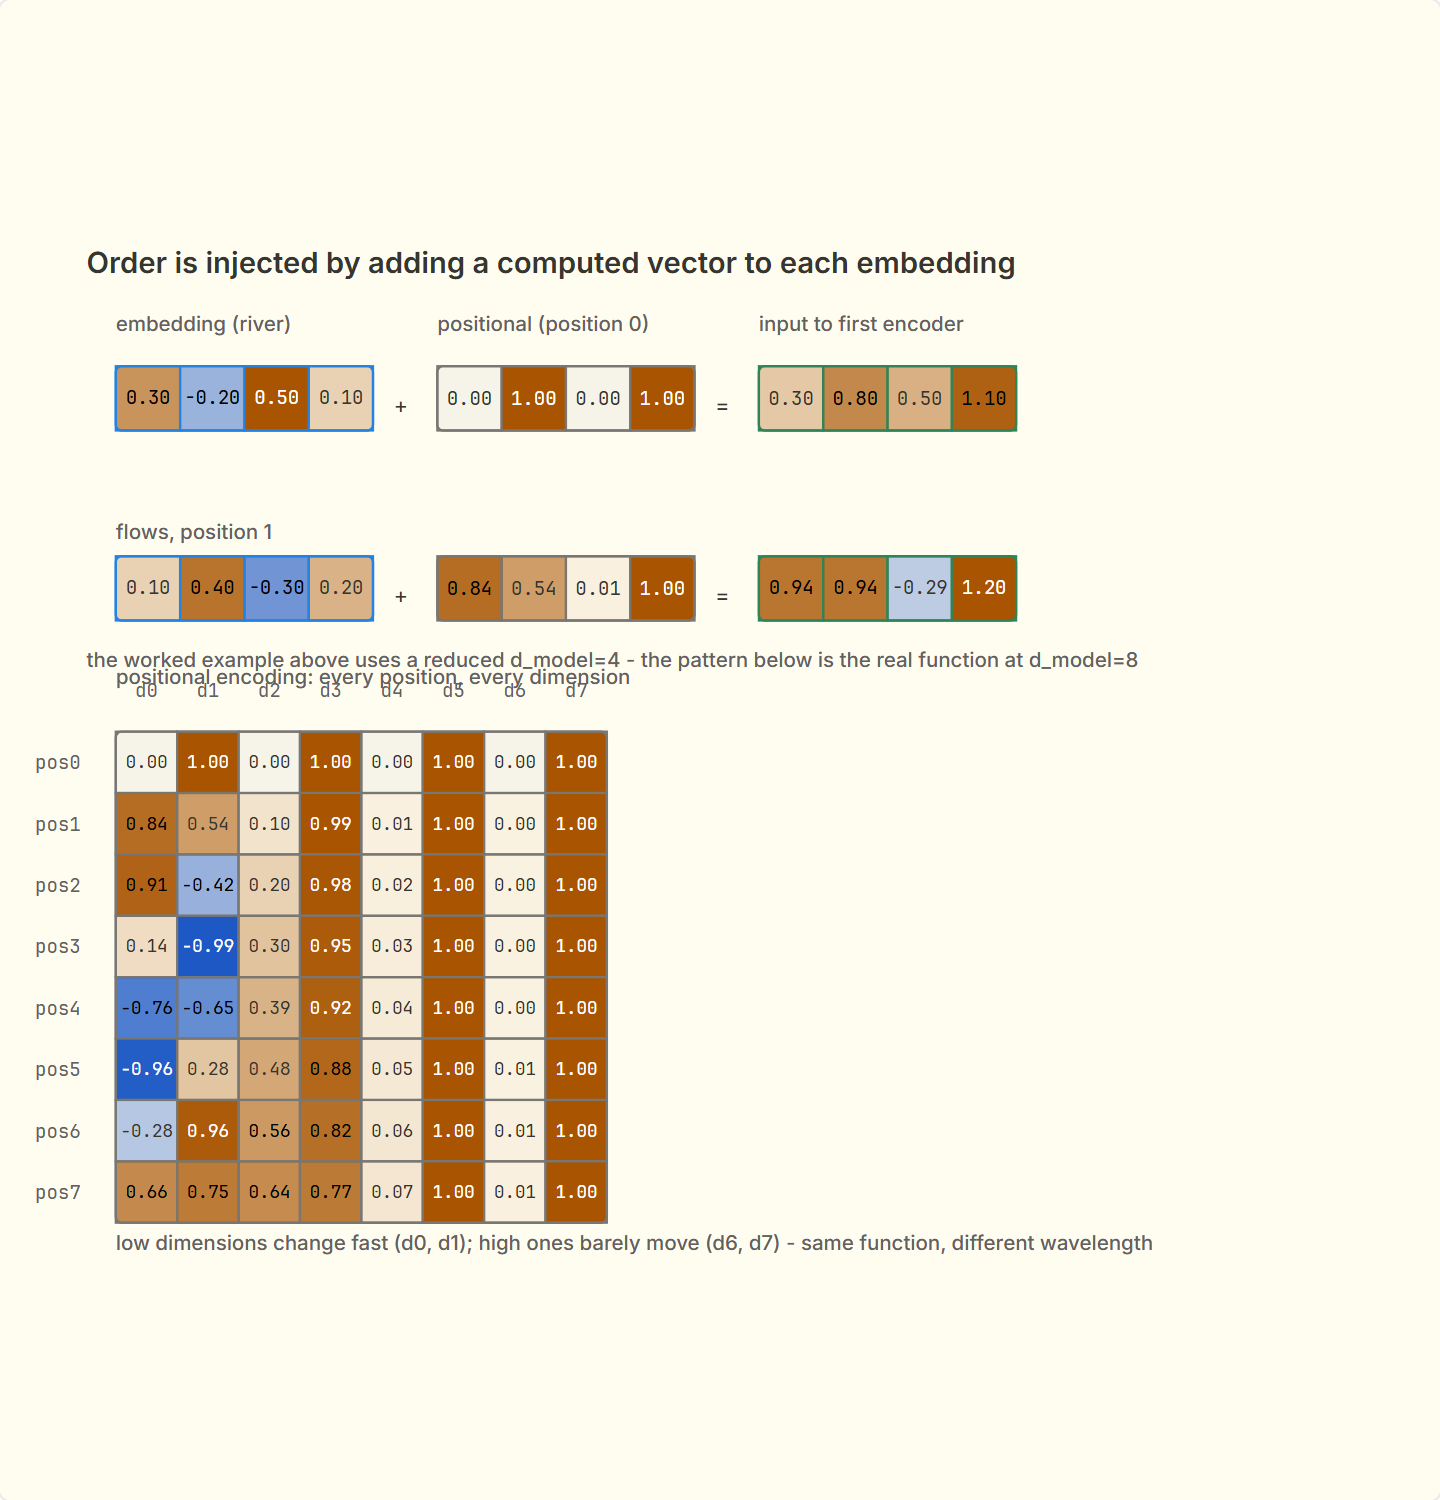 Order is injected by adding a computed vector to each embedding
embedding (river) positional (position 0) input to first encoder
0.30 -0.20 0.50 0.10 + 0.00 1.00 0.00 1.00 = 0.30 0.80 0.50 1.10
flows, position 1
0.10 0.40 -0.30 0.20 + 0.84 0.54 0.01 1.00 = 0.94 0.94 -0.29 1.20
the worked example above uses a reduced d_model=4 - the pattern below is the real function at d_model=8
positional encoding: every position, every dimension
d0 d1 d2 d3 d4 d5 d6 d7
pos0 0.00 1.00 0.00 1.00 0.00 1.00 0.00 1.00
pos1 0.84 0.54 0.10 0.99 0.01 1.00 0.00 1.00
pos2 0.91 -0.42 0.20 0.98 0.02 1.00 0.00 1.00
pos3 0.14 -0.99 0.30 0.95 0.03 1.00 0.00 1.00
pos4 -0.76 -0.65 0.39 0.92 0.04 1.00 0.00 1.00
pos5 -0.96 0.28 0.48 0.88 0.05 1.00 0.01 1.00
pos6 -0.28 0.96 0.56 0.82 0.06 1.00 0.01 1.00
pos7 0.66 0.75 0.64 0.77 0.07 1.00 0.01 1.00
low dimensions change fast (d0, d1); high ones barely move (d6, d7) - same function, different wavelength